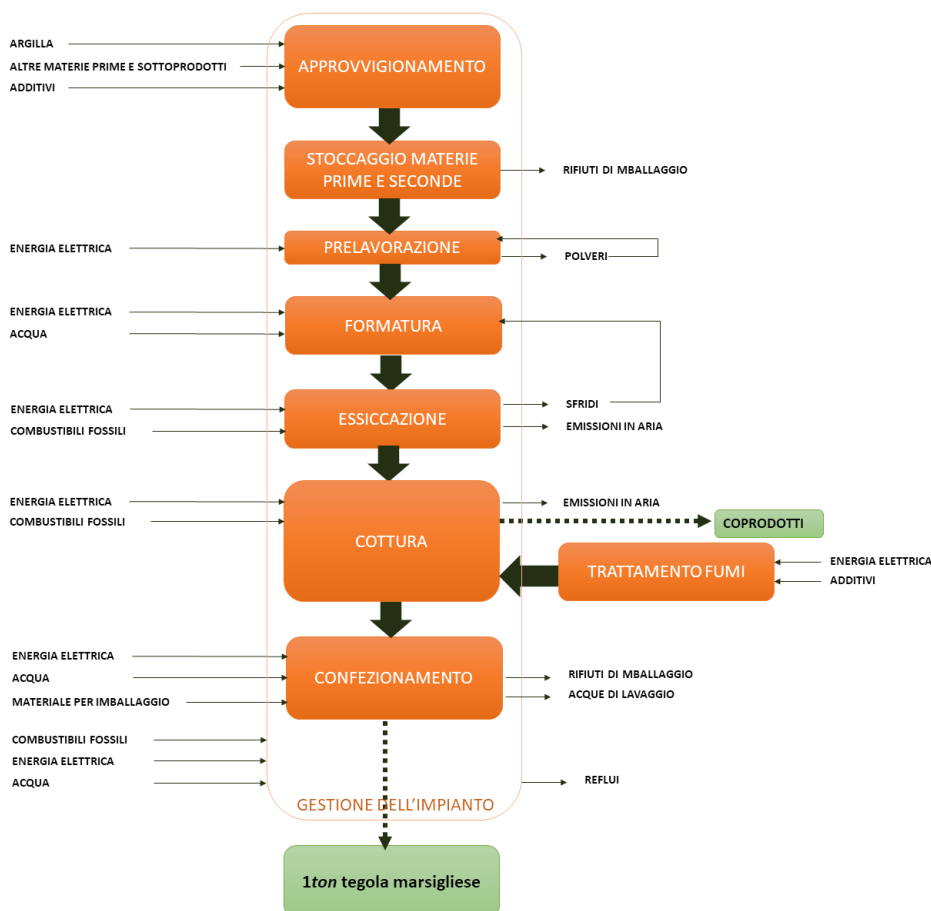 ARGILLA
ALTRE MATERIE PRIME E SOTTOPRODOTTI
ADDITIVI
APPROVVIGIONAMENTO
STOCCAGGIO MATERIE
PRIME E SECONDE
RIFIUTI DI MBALLAGGIO
ENERGIA ELETTRICA
PRELAVORAZIONE
POLVERI
ENERGIA ELETTRICA
ACQUA
FORMATURA
ENERGIA ELETTRICA
COMBUSTIBILI FOSSILI
ESSICCAZIONE
SFRIDI
EMISSIONI IN ARIA
ENERGIA ELETTRICA
COMBUSTIBILI FOSSILI
COTTURA
EMISSIONI IN ARIA
COPRODOTTI
TRATTAMENTO FUMI
ENERGIA ELETTRICA
ADDITIVI
ENERGIA ELETTRICA
ACQUA
MATERIALE PER IMBALLAGGIO
CONFEZIONAMENTO
RIFIUTI DI MBALLAGGIO
ACQUE DI LAVAGGIO
COMBUSTIBILI FOSSILI
ENERGIA ELETTRICA
ACQUA
REFLUI
GESTIONE DELL'IMPIANTO
1ton tegola marsigliese